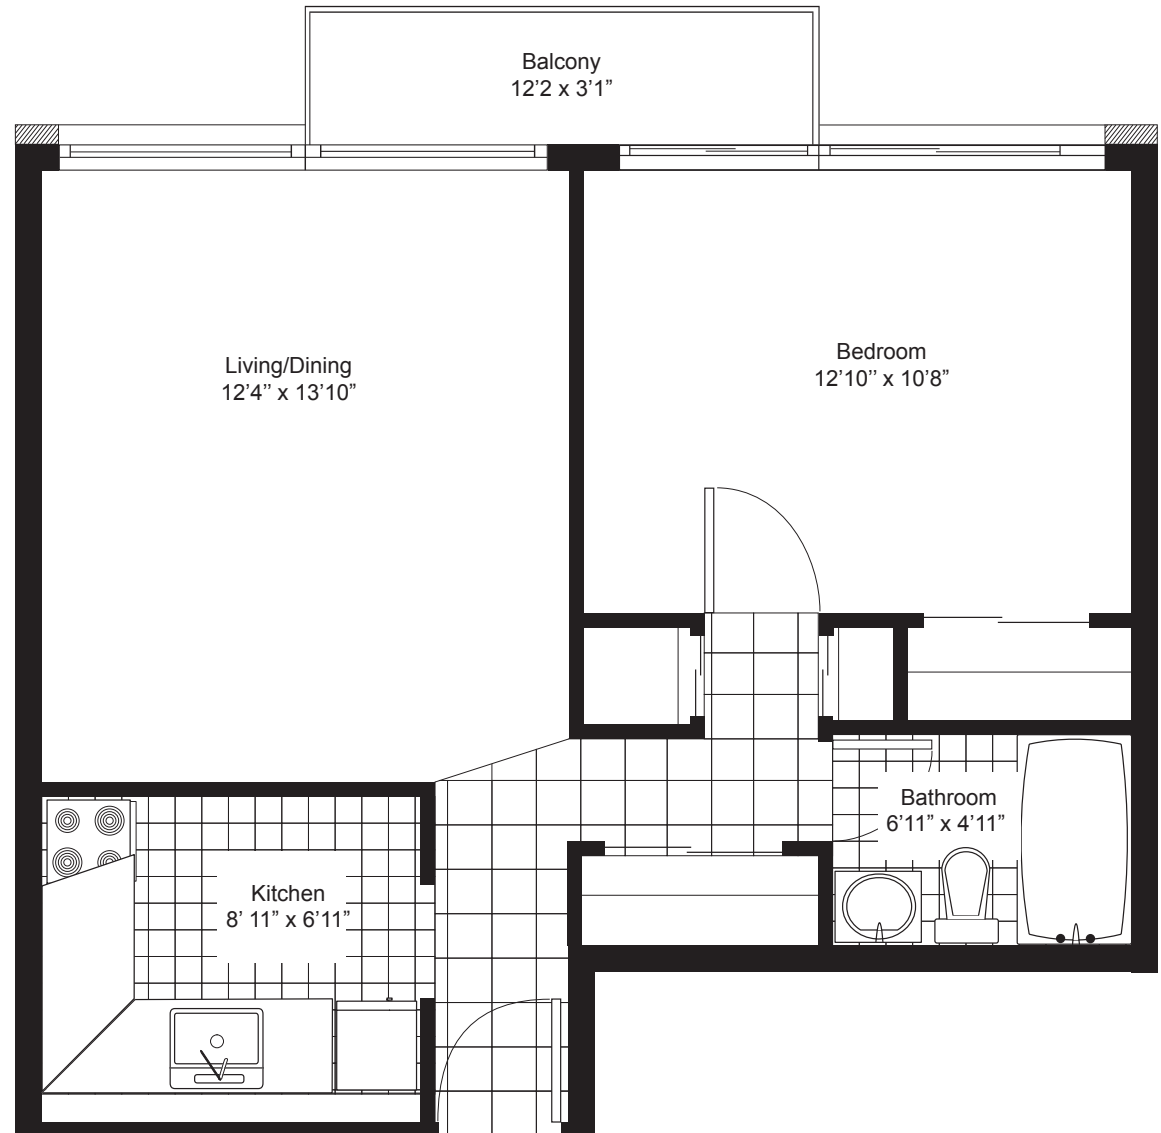 Balcony
12’2 x 3’1”
Living/Dining
12’4’’ x 13’10”
Bedroom
12’10’’ x 10’8”
Bathroom
6’11” x 4’11”
Kitchen
8’ 11” x 6’11”